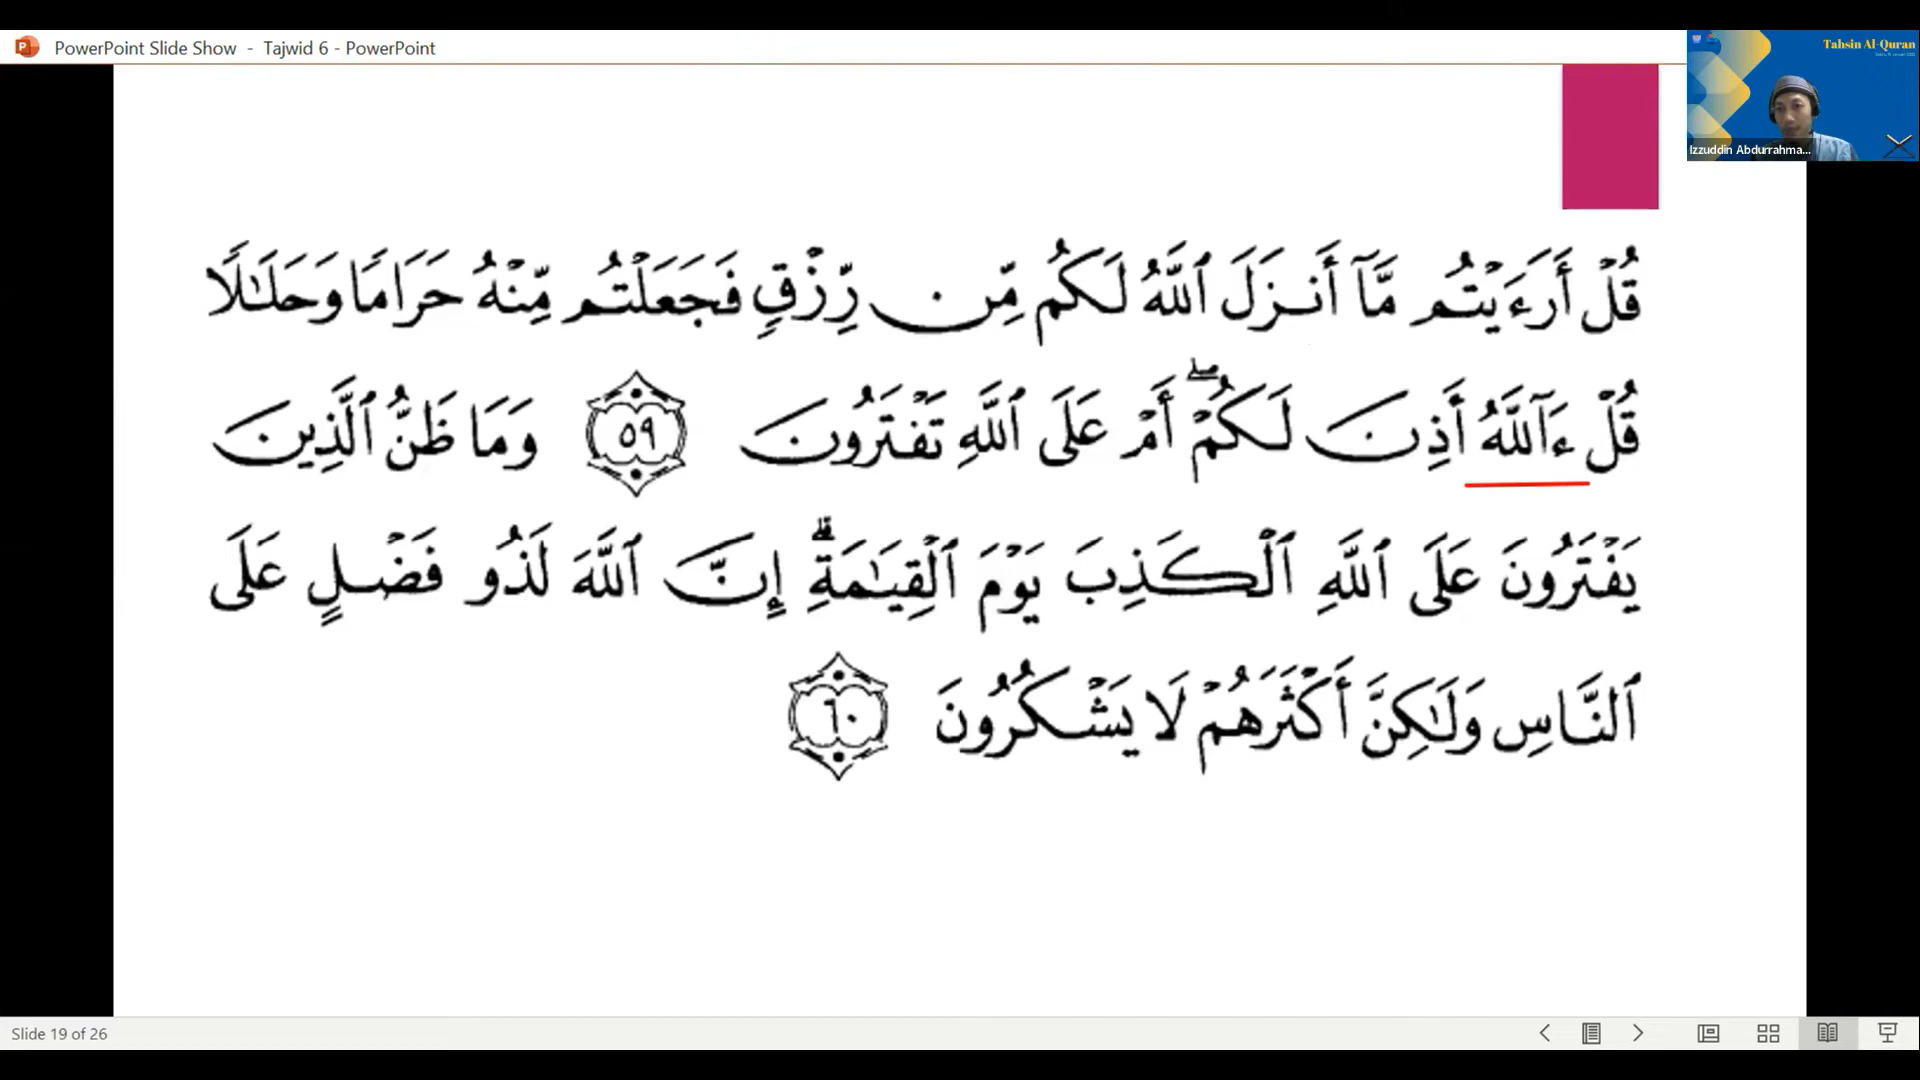 PowerPoint Slide Show - Tajwid 6 - PowerPoint
Tahsin Al-Quran
Izzuddin Abdurrahma...
قُلْ أَرَءَيْتُم مَّآ أَنزَلَ ٱللَّهُ لَكُم مِّن رِّزْقٍ فَجَعَلْتُم مِّنْهُ حَرَامًا وَحَلَـٰلًا
قُلْ ءَآللَّهُ أَذِنَ لَكُمْ ۖ أَمْ عَلَى ٱللَّهِ تَفْتَرُونَ ٥٩ وَمَا ظَنُّ ٱلَّذِينَ
يَفْتَرُونَ عَلَى ٱللَّهِ ٱلْكَذِبَ يَوْمَ ٱلْقِيَـٰمَةِ ۗ إِنَّ ٱللَّهَ لَذُو فَضْلٍ عَلَى
ٱلنَّاسِ وَلَـٰكِنَّ أَكْثَرَهُمْ لَا يَشْكُرُونَ ٦٠
Slide 19 of 26